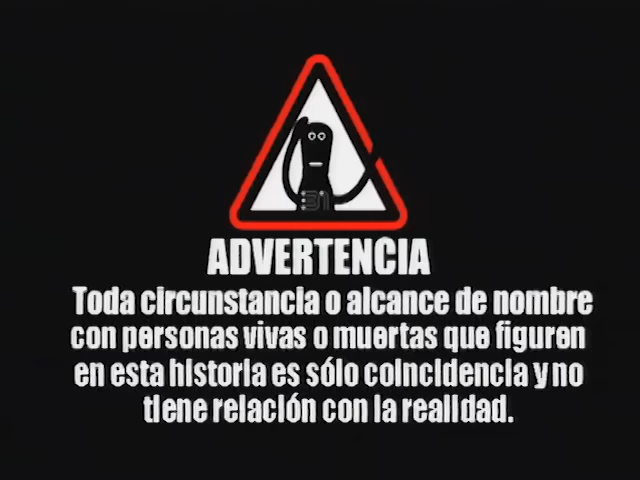 31
ADVERTENCIA
Toda circunstancia o alcance de nombre
con personas vivas o muertas que figuren
en esta historia es sólo coincidencia y no
tiene relación con la realidad.